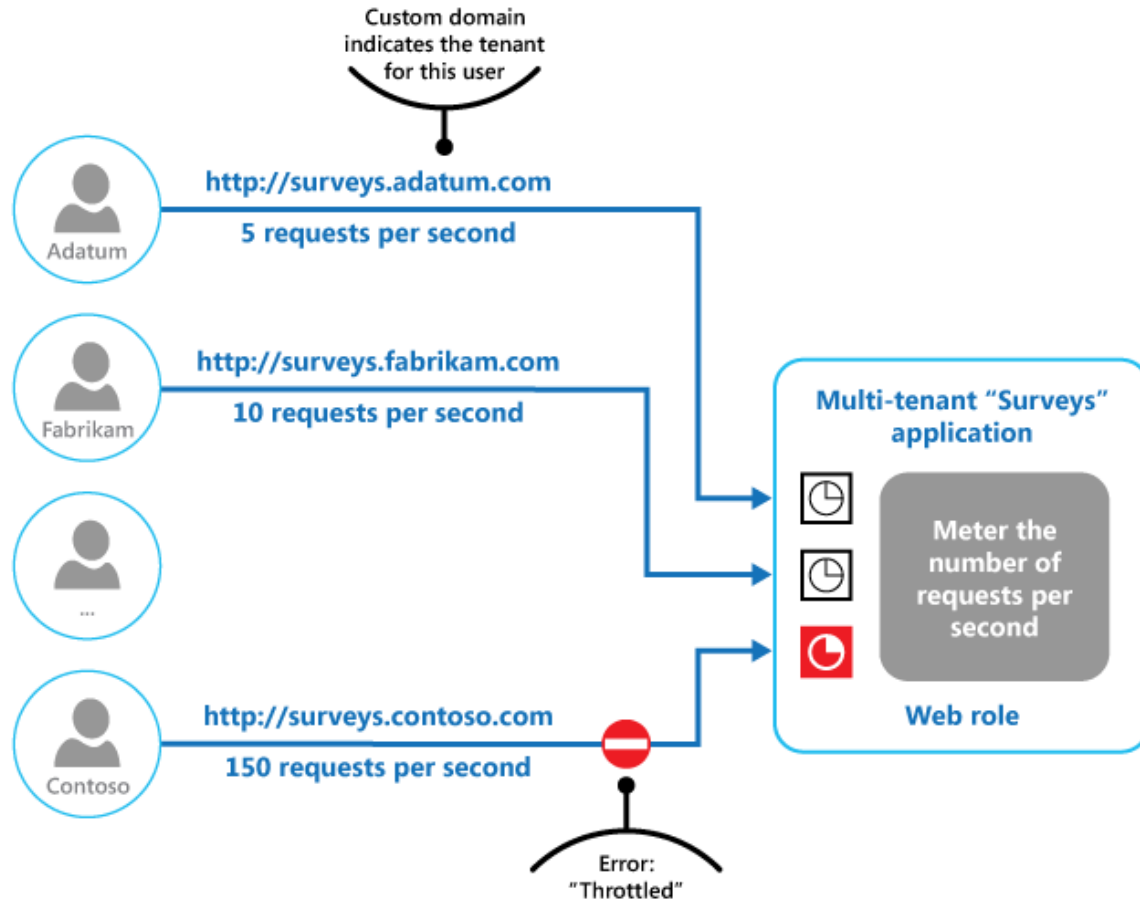 Custom domain
indicates the tenant
for this user
http://surveys.adatum.com
5 requests per second
Adatum
http://surveys.fabrikam.com
10 requests per second
Fabrikam
...
http://surveys.contoso.com
150 requests per second
Contoso
Error:
“Throttled”
Multi-tenant “Surveys”
application
Meter the
number of
requests per
second
Web role